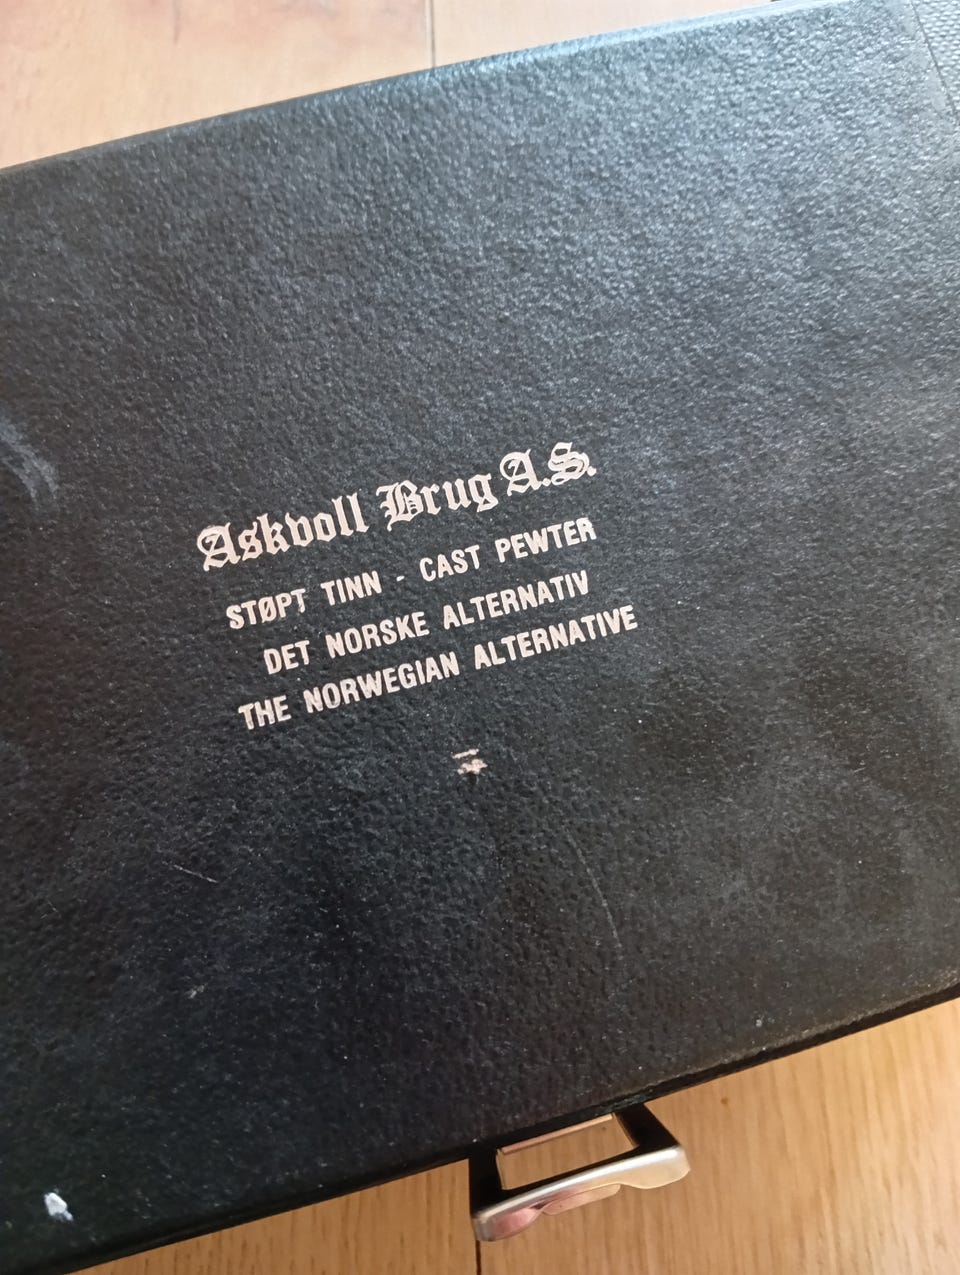 Askvoll Brug A.S.
STØPT TINN - CAST PEWTER
DET NORSKE ALTERNATIV
THE NORWEGIAN ALTERNATIVE